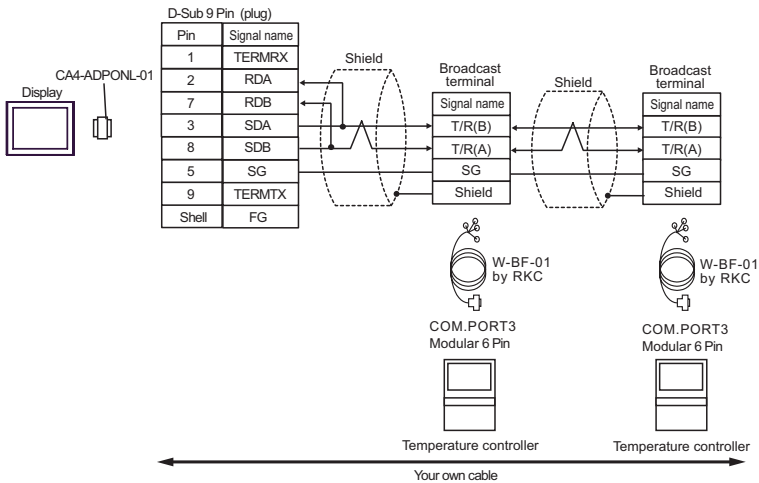 D-Sub 9 Pin (plug)
Pin Signal name
1 TERMRX
2 RDA
7 RDB
3 SDA
8 SDB
5 SG
9 TERMTX
Shell FG
CA4-ADPONL-01
Display
Shield
Broadcast
terminal
Signal name
T/R(B)
T/R(A)
SG
Shield
Shield
Broadcast
terminal
Signal name
T/R(B)
T/R(A)
SG
Shield
W-BF-01
by RKC
W-BF-01
by RKC
COM.PORT3
Modular 6 Pin
COM.PORT3
Modular 6 Pin
Temperature controller
Temperature controller
Your own cable